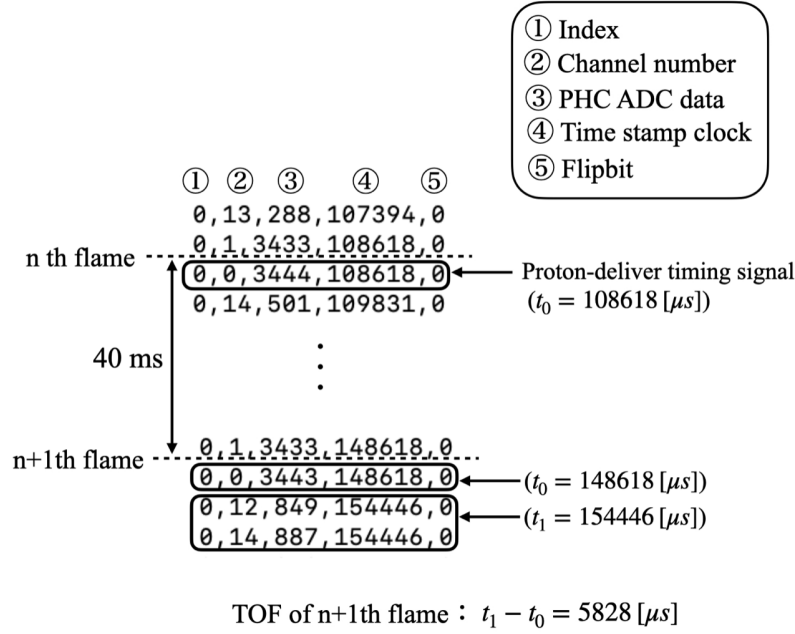 ① Index
② Channel number
③ PHC ADC data
④ Time stamp clock
⑤ Flipbit
① ② ③ ④ ⑤
0,13,288,107394,0
0,1,3433,108618,0
n th flame
0,0,3444,108618,0
Proton-deliver timing signal
(t₀ = 108618 [μs])
0,14,501,109831,0
40 ms
0,1,3433,148618,0
n+1th flame
0,0,3443,148618,0
(t₀ = 148618 [μs])
0,12,849,154446,0
(t₁ = 154446 [μs])
0,14,887,154446,0
TOF of n+1th flame : t₁ − t₀ = 5828 [μs]